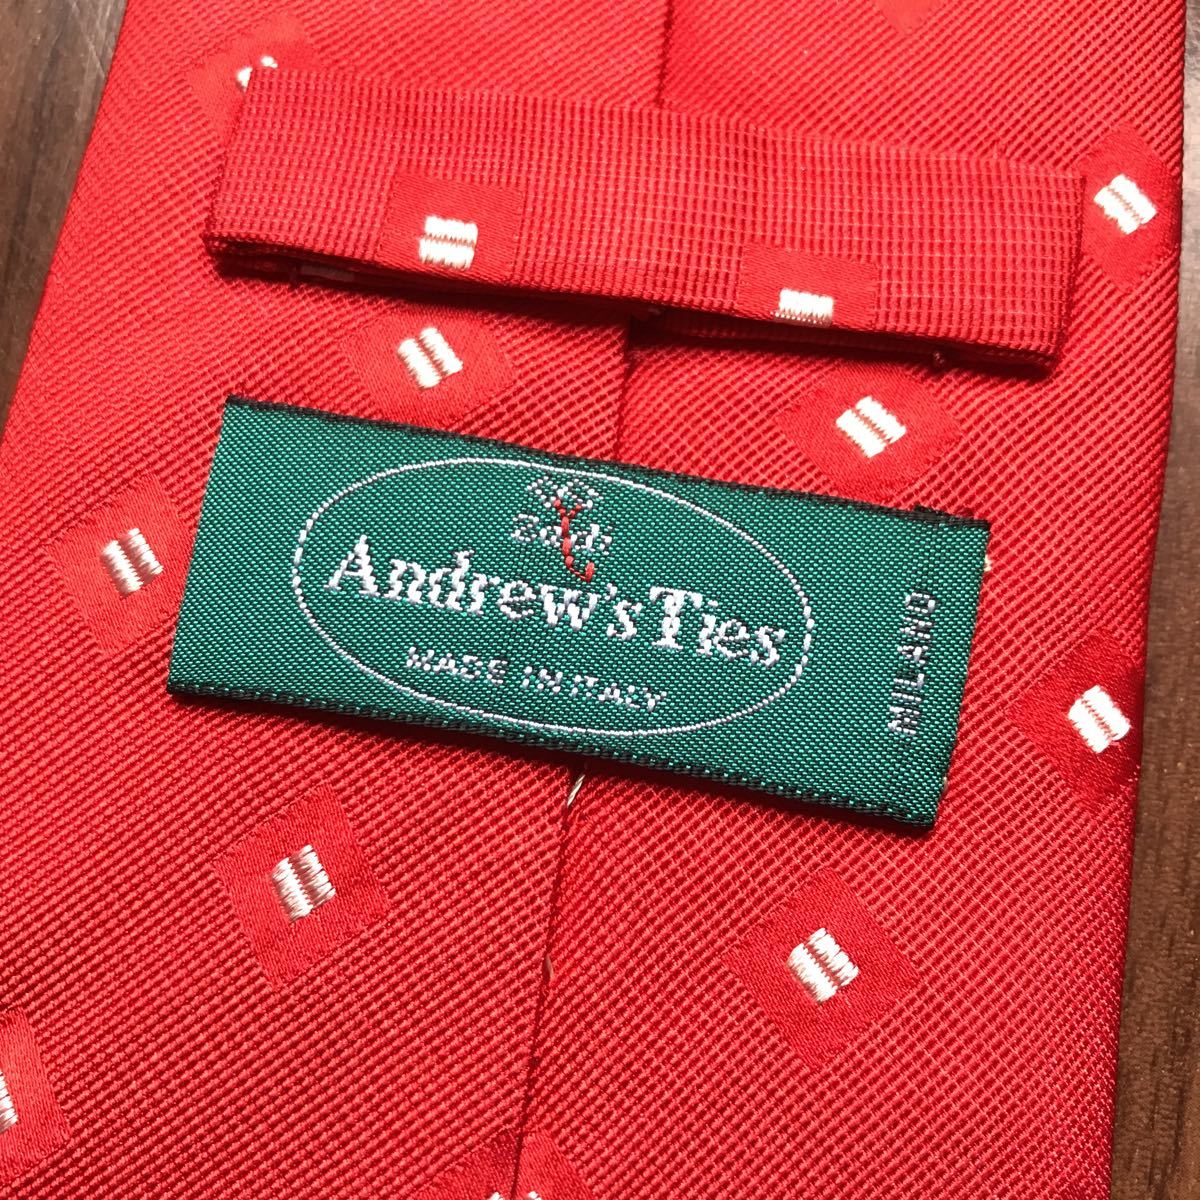 Andrew's Ties
MADE IN ITALY
MILANO